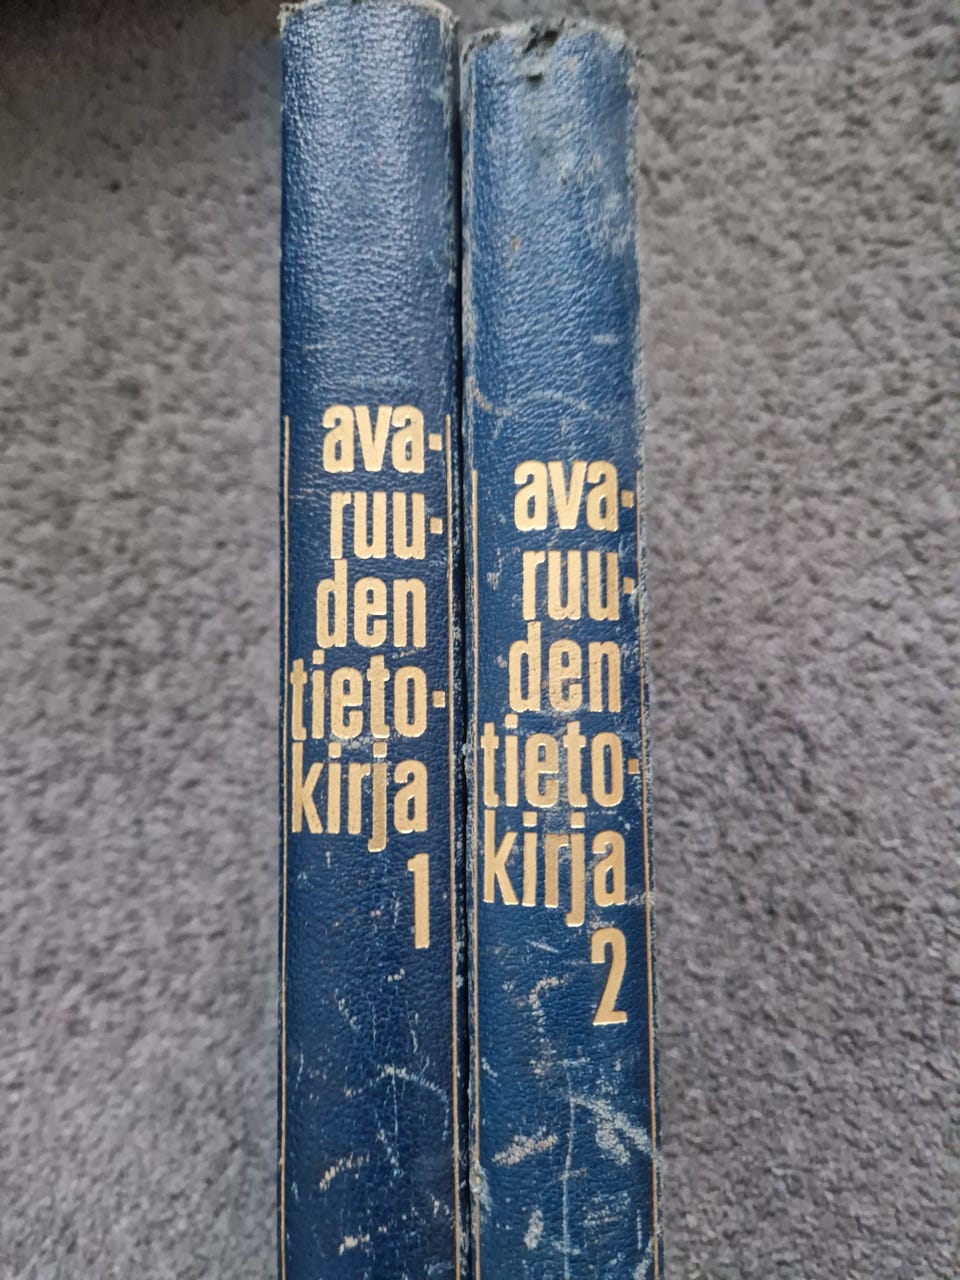 ava-
ruu-
den
tieto-
kirja
1
ava-
ruu-
den
tieto-
kirja
2